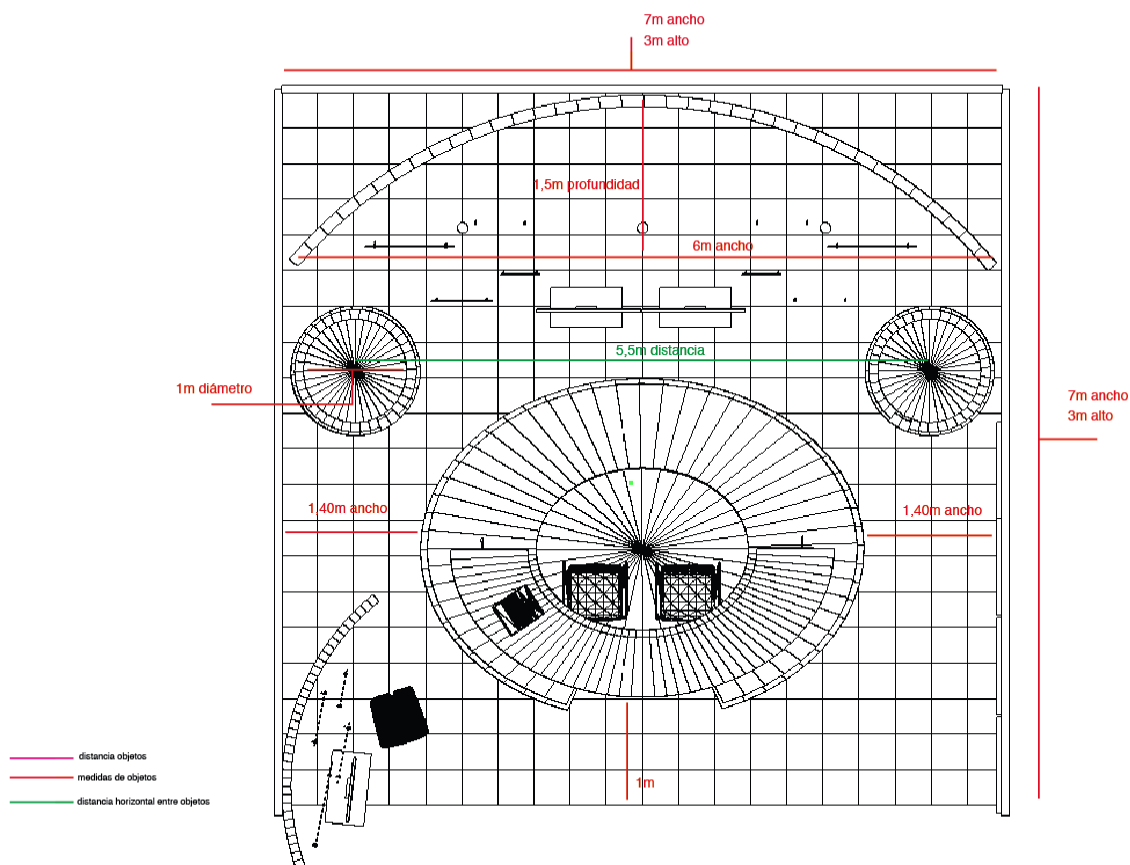 7m ancho
3m alto
1,5m profundidad
6m ancho
5,5m distancia
1m diámetro
7m ancho
3m alto
1,40m ancho
1,40m ancho
distancia objetos
medidas de objetos
1m
distancia horizontal entre objetos